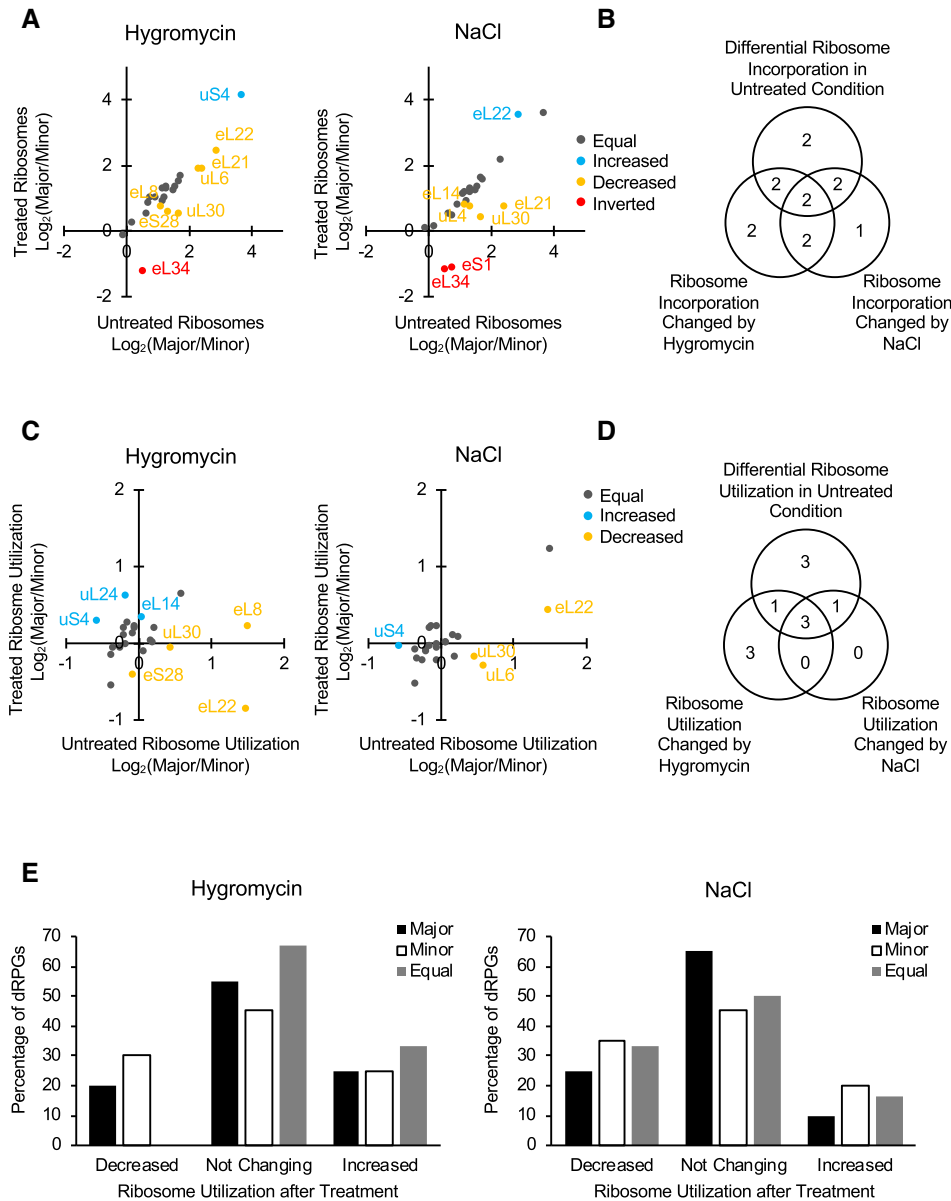 A
Hygromycin
Treated Ribosomes
Log₂(Major/Minor)
4
2
0
-2
-2
0
2
4
uS4
eL22
eL21
uL6
eL8
uL30
eS28
eL34
Untreated Ribosomes
Log₂(Major/Minor)
NaCl
Treated Ribosomes
Log₂(Major/Minor)
4
2
0
-2
-2
0
2
4
eL22
eL14
eL21
uL4
uL30
eS1
eL34
Untreated Ribosomes
Log₂(Major/Minor)
Equal
Increased
Decreased
Inverted
B
Differential Ribosome
Incorporation in
Untreated Condition
2
2
2
2
2
2
1
Ribosome
Incorporation
Changed by
Hygromycin
Ribosome
Incorporation
Changed by
NaCl
C
Hygromycin
Treated Ribosome Utilization
Log₂(Major/Minor)
2
1
0
-1
-1
0
1
2
uL24
eL14
uS4
eL8
uL30
eS28
eL22
Untreated Ribosome Utilization
Log₂(Major/Minor)
NaCl
Treated Ribosome Utilization
Log₂(Major/Minor)
2
1
0
-1
-1
0
1
2
eL22
uS4
uL30
uL6
Untreated Ribosome Utilization
Log₂(Major/Minor)
Equal
Increased
Decreased
D
Differential Ribosome
Utilization in Untreated
Condition
3
1
1
3
3
0
0
Ribosome
Utilization
Changed by
Hygromycin
Ribosome
Utilization
Changed by
NaCl
E
Hygromycin
Percentage of dRPGs
70
60
50
40
30
20
10
0
Major
Minor
Equal
Decreased
Not Changing
Increased
Ribosome Utilization after Treatment
NaCl
Percentage of dRPGs
70
60
50
40
30
20
10
0
Major
Minor
Equal
Decreased
Not Changing
Increased
Ribosome Utilization after Treatment